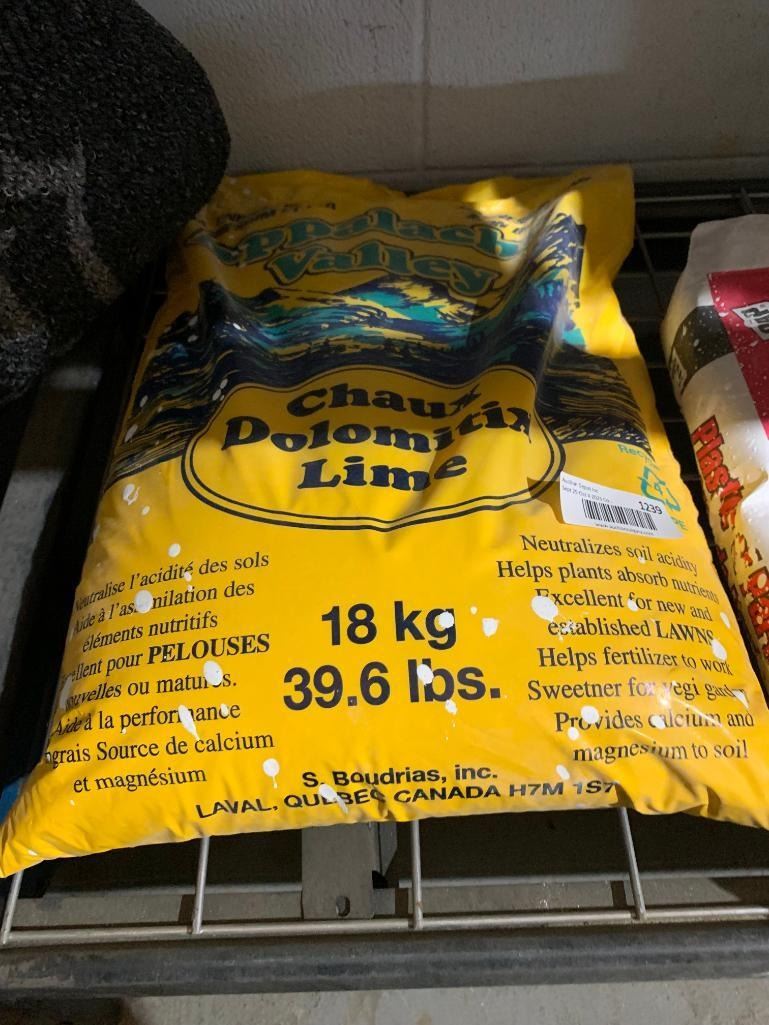 Valley
Chaux
Dolomitix
Lime
1239
Neutralise l'acidité des sols
Aide à l'assimilation des
éléments nutritifs
pour PELOUSES
nouvelles ou matures.
Aide à la performance
Source de calcium
et magnésium
18 kg
39.6 lbs.
Neutralizes soil acidity
Helps plants absorb nutrients
Excellent for new and
established LAWNS
Helps fertilizer to work
Sweetner for vegi garden
Provides calcium and
magnesium to soil
S. Boudrias, inc.
LAVAL, QUEBEC CANADA H7M 1S7